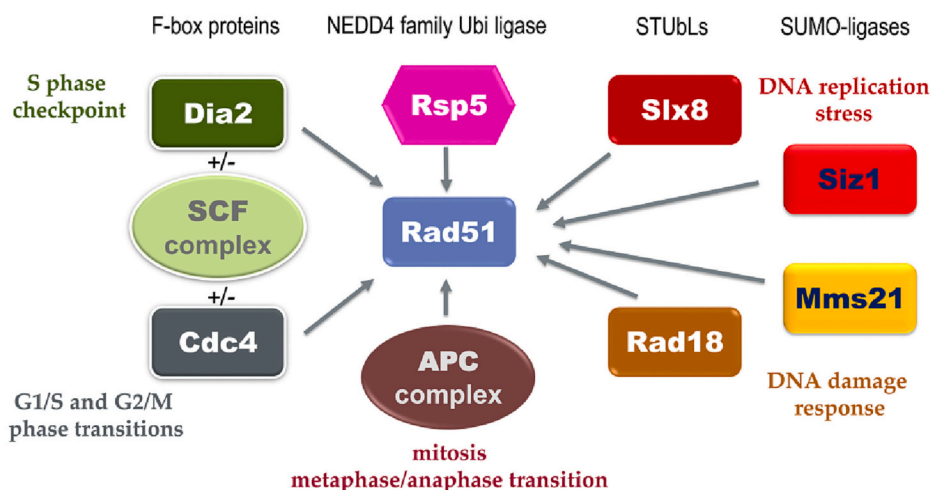 F-box proteins
NEDD4 family Ubi ligase
STUbLs
SUMO-ligases
S phase
checkpoint
Dia2
Rsp5
Slx8
DNA replication
stress
+/-
SCF
complex
Rad51
Siz1
+/-
Cdc4
APC
complex
Rad18
Mms21
G1/S and G2/M
phase transitions
DNA damage
response
mitosis
metaphase/anaphase transition